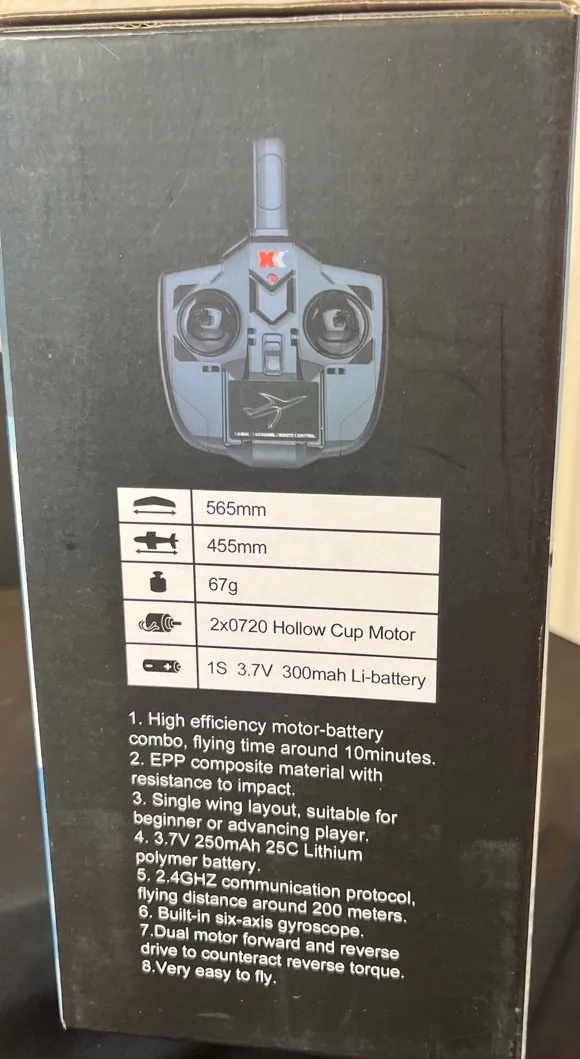 XK
565mm
455mm
67g
2x0720 Hollow Cup Motor
1S 3.7V 300mah Li-battery
1. High efficiency motor-battery
combo, flying time around 10minutes.
2. EPP composite material with
resistance to impact.
3. Single wing layout, suitable for
beginner or advancing player.
4. 3.7V 250mAh 25C Lithium
polymer battery.
5. 2.4GHZ communication protocol,
flying distance around 200 meters.
6. Built-in six-axis gyroscope.
7.Dual motor forward and reverse
drive to counteract reverse torque.
8.Very easy to fly.